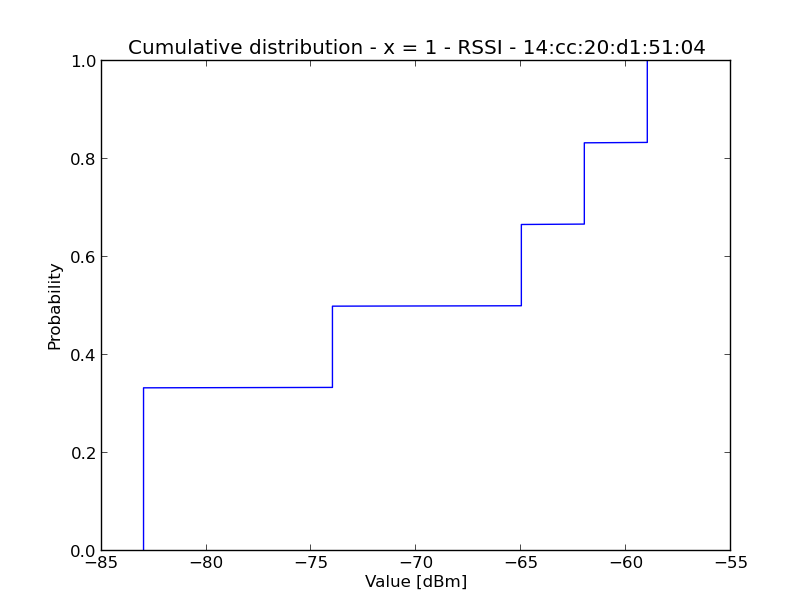 Cumulative distribution - x = 1 - RSSI - 14:cc:20:d1:51:04
1.0
0.8
0.6
0.4
0.2
0.0
Probability
−85 −80 −75 −70 −65 −60 −55
Value [dBm]